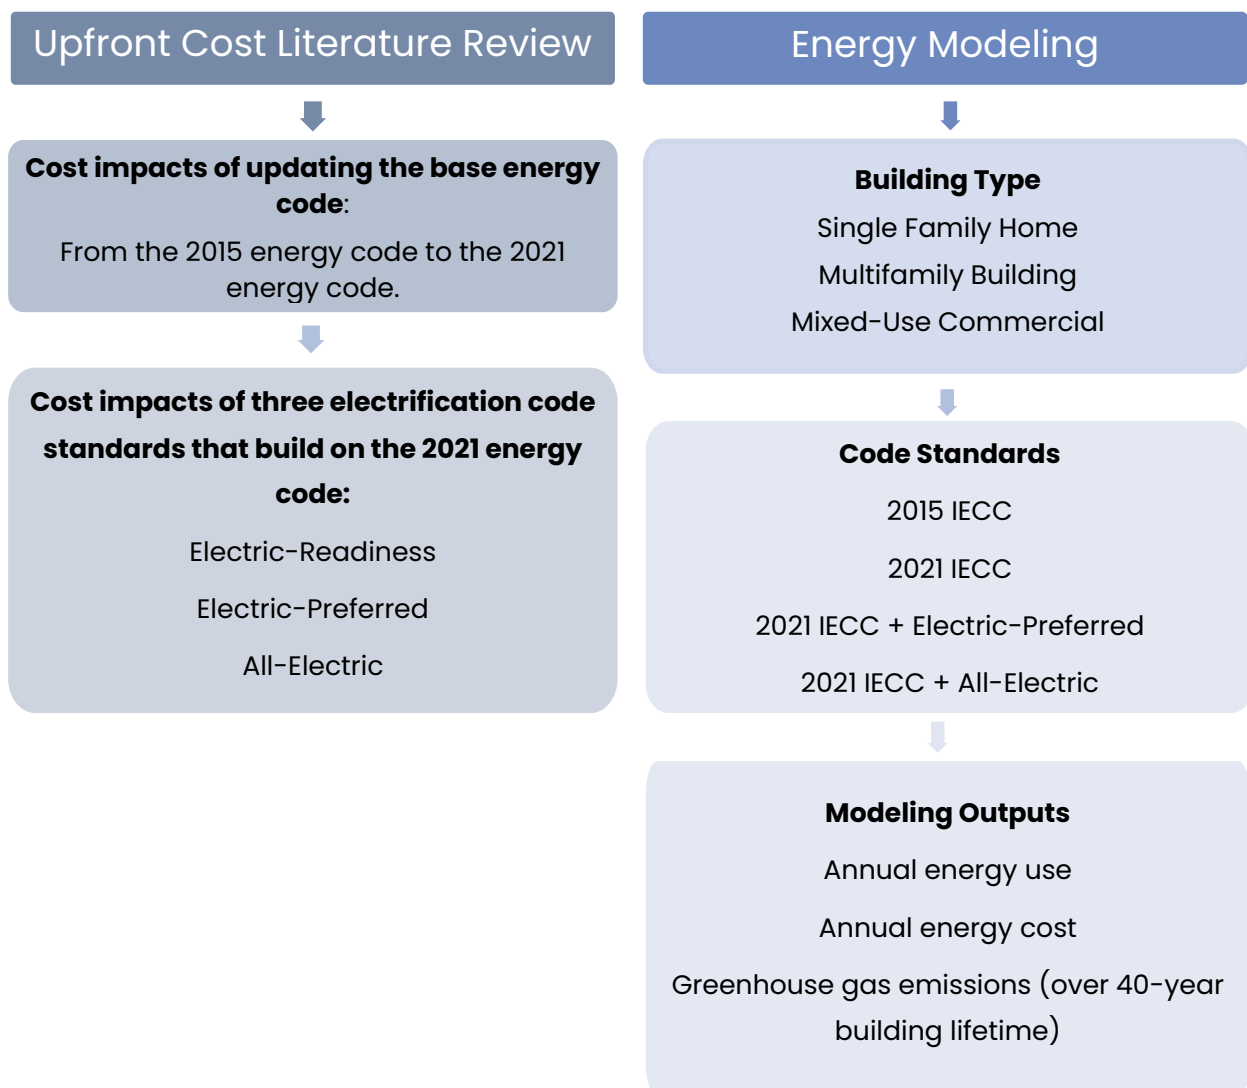 Upfront Cost Literature Review
Cost impacts of updating the base energy
code:
From the 2015 energy code to the 2021
energy code.
Cost impacts of three electrification code
standards that build on the 2021 energy
code:
Electric-Readiness
Electric-Preferred
All-Electric
Energy Modeling
Building Type
Single Family Home
Multifamily Building
Mixed-Use Commercial
Code Standards
2015 IECC
2021 IECC
2021 IECC + Electric-Preferred
2021 IECC + All-Electric
Modeling Outputs
Annual energy use
Annual energy cost
Greenhouse gas emissions (over 40-year
building lifetime)